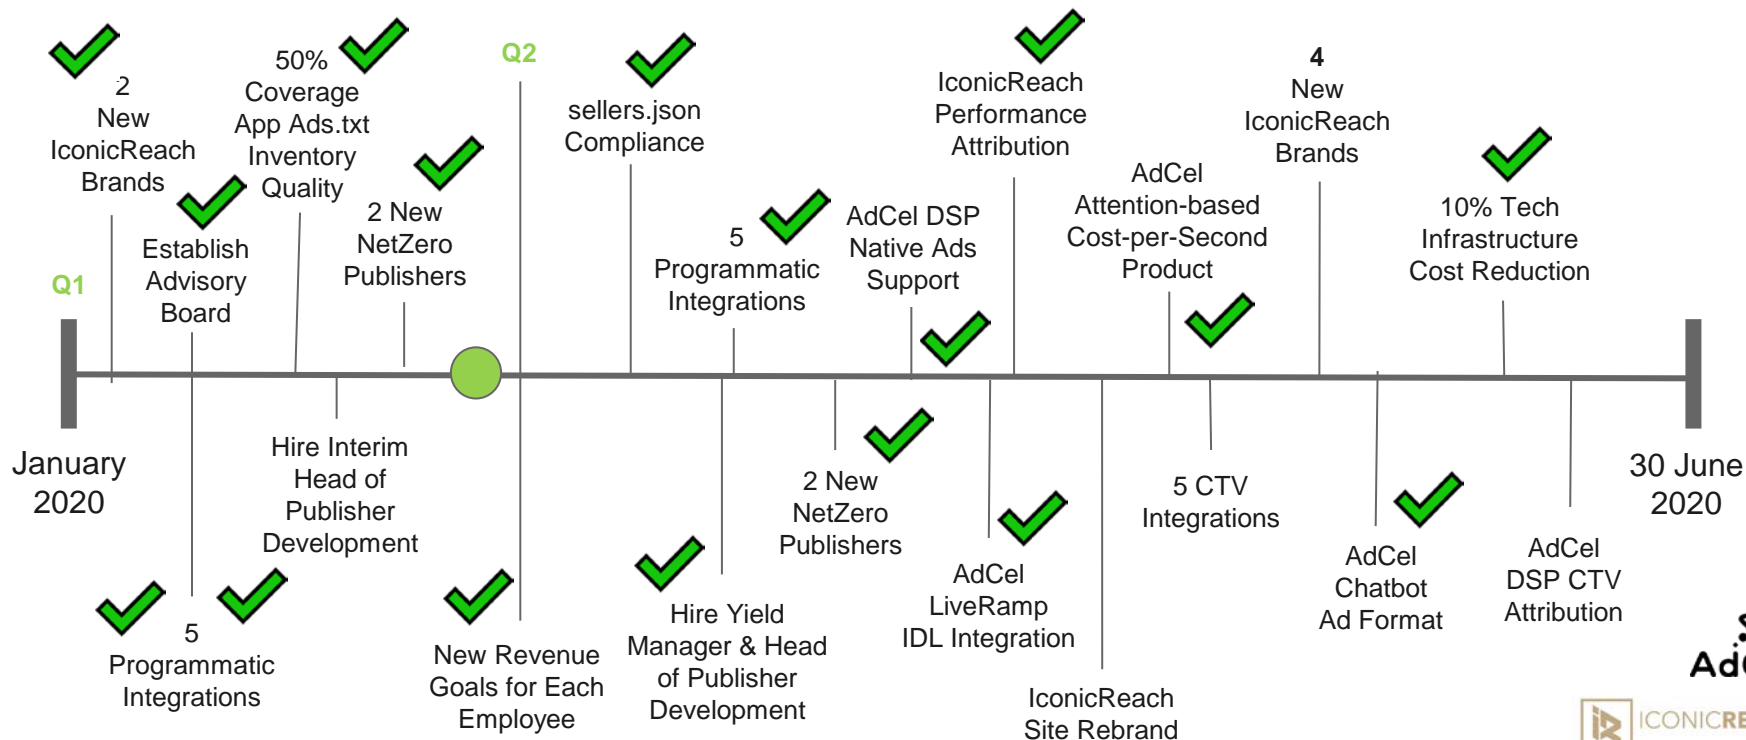 2
New
IconicReach
Brands
50%
Coverage
App Ads.txt
Inventory
Quality
Q2
sellers.json
Compliance
IconicReach
Performance
Attribution
4
New
IconicReach
Brands
Establish
Advisory
Board
2 New
NetZero
Publishers
5
Programmatic
Integrations
AdCel DSP
Native Ads
Support
AdCel
Attention-based
Cost-per-Second
Product
10% Tech
Infrastructure
Cost Reduction
Q1
January
2020
30 June
2020
5
Programmatic
Integrations
Hire Interim
Head of
Publisher
Development
New Revenue
Goals for Each
Employee
Hire Yield
Manager & Head
of Publisher
Development
2 New
NetZero
Publishers
AdCel
LiveRamp
IDL Integration
IconicReach
Site Rebrand
5 CTV
Integrations
AdCel
Chatbot
Ad Format
AdCel
DSP CTV
Attribution